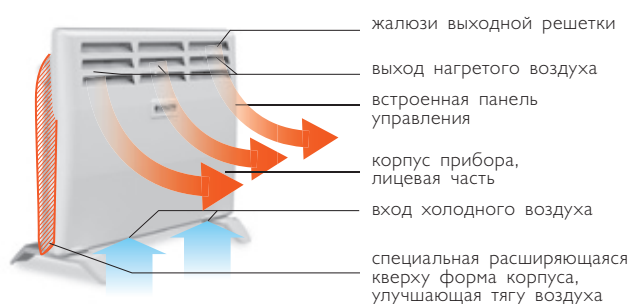 жалюзи выходной решетки
выход нагретого воздуха
встроенная панель
управления
корпус прибора,
лицевая часть
вход холодного воздуха
специальная расширяющаяся
кверху форма корпуса,
улучшающая тягу воздуха